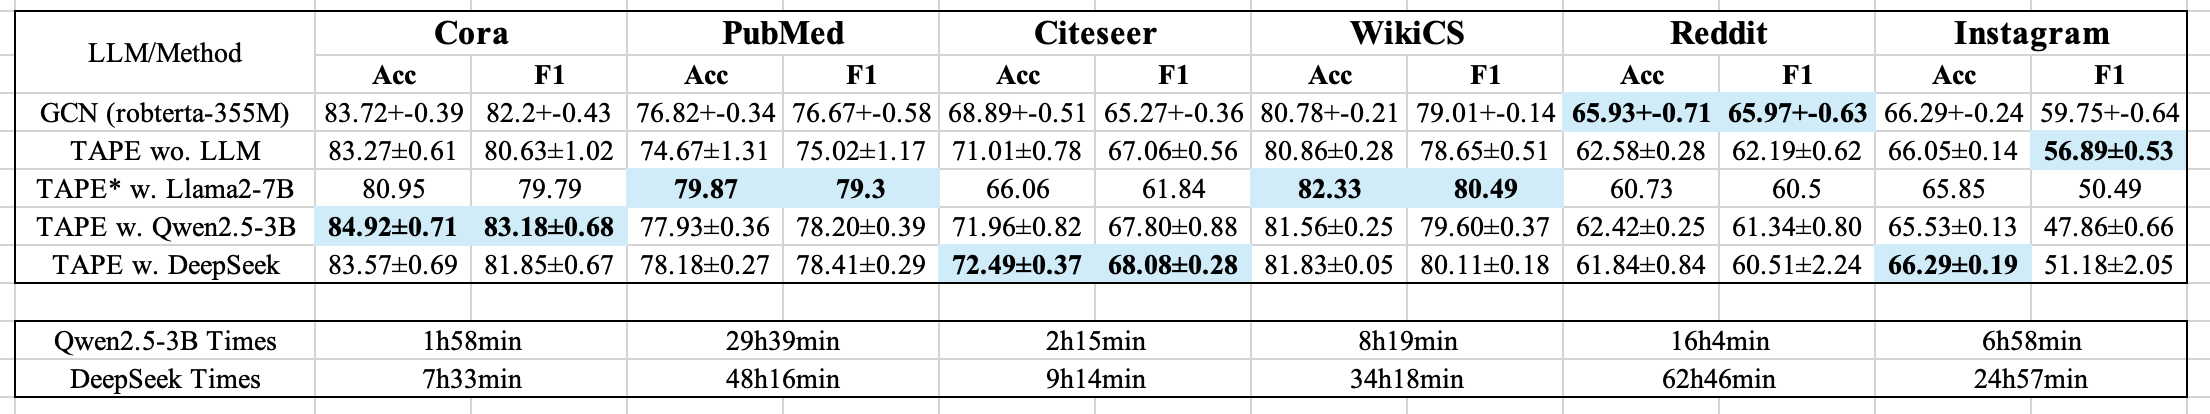 LLM/Method Cora PubMed Citeseer WikiCS Reddit Instagram
Acc F1 Acc F1 Acc F1 Acc F1 Acc F1 Acc F1
GCN (robterta-355M) 83.72+-0.39 82.2+-0.43 76.82+-0.34 76.67+-0.58 68.89+-0.51 65.27+-0.36 80.78+-0.21 79.01+-0.14 65.93+-0.71 65.97+-0.63 66.29+-0.24 59.75+-0.64
TAPE wo. LLM 83.27±0.61 80.63±1.02 74.67±1.31 75.02±1.17 71.01±0.78 67.06±0.56 80.86±0.28 78.65±0.51 62.58±0.28 62.19±0.62 66.05±0.14 56.89±0.53
TAPE* w. Llama2-7B 80.95 79.79 79.87 79.3 66.06 61.84 82.33 80.49 60.73 60.5 65.85 50.49
TAPE w. Qwen2.5-3B 84.92±0.71 83.18±0.68 77.93±0.36 78.20±0.39 71.96±0.82 67.80±0.88 81.56±0.25 79.60±0.37 62.42±0.25 61.34±0.80 65.53±0.13 47.86±0.66
TAPE w. DeepSeek 83.57±0.69 81.85±0.67 78.18±0.27 78.41±0.29 72.49±0.37 68.08±0.28 81.83±0.05 80.11±0.18 61.84±0.84 60.51±2.24 66.29±0.19 51.18±2.05
Qwen2.5-3B Times 1h58min 29h39min 2h15min 8h19min 16h4min 6h58min
DeepSeek Times 7h33min 48h16min 9h14min 34h18min 62h46min 24h57min